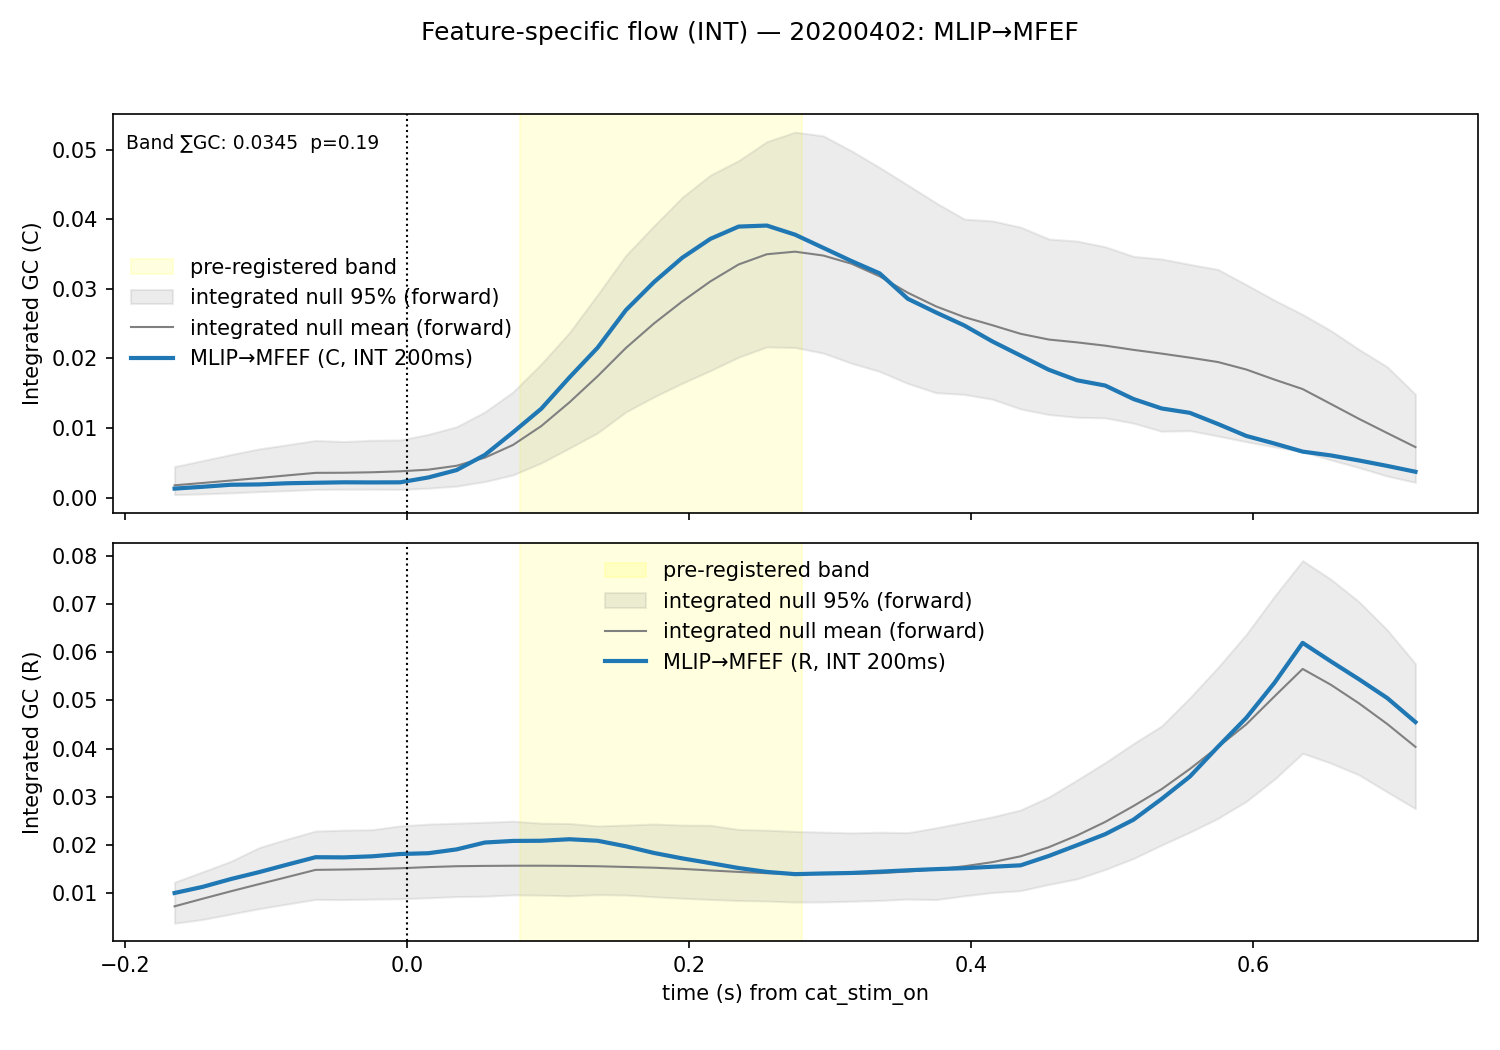 Feature-specific flow (INT) — 20200402: MLIP→MFEF
Band ∑GC: 0.0345  p=0.19
0.05
0.04
0.03
0.02
0.01
0.00
Integrated GC (C)
pre-registered band
integrated null 95% (forward)
integrated null mean (forward)
MLIP→MFEF (C, INT 200ms)
0.08
0.07
0.06
0.05
0.04
0.03
0.02
0.01
Integrated GC (R)
pre-registered band
integrated null 95% (forward)
integrated null mean (forward)
MLIP→MFEF (R, INT 200ms)
−0.2 0.0 0.2 0.4 0.6
time (s) from cat_stim_on